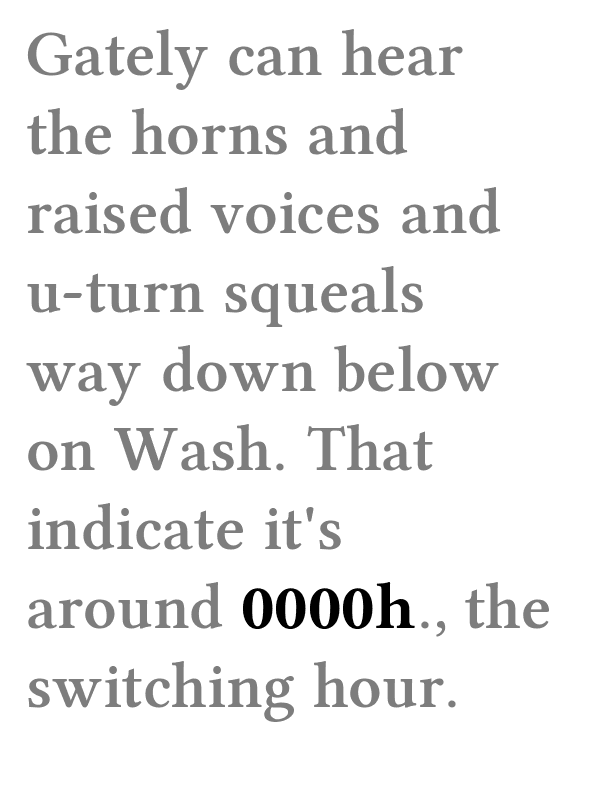 Gately can hear
the horns and
raised voices and
u-turn squeals
way down below
on Wash. That
indicate it's
around 0000h., the
switching hour.